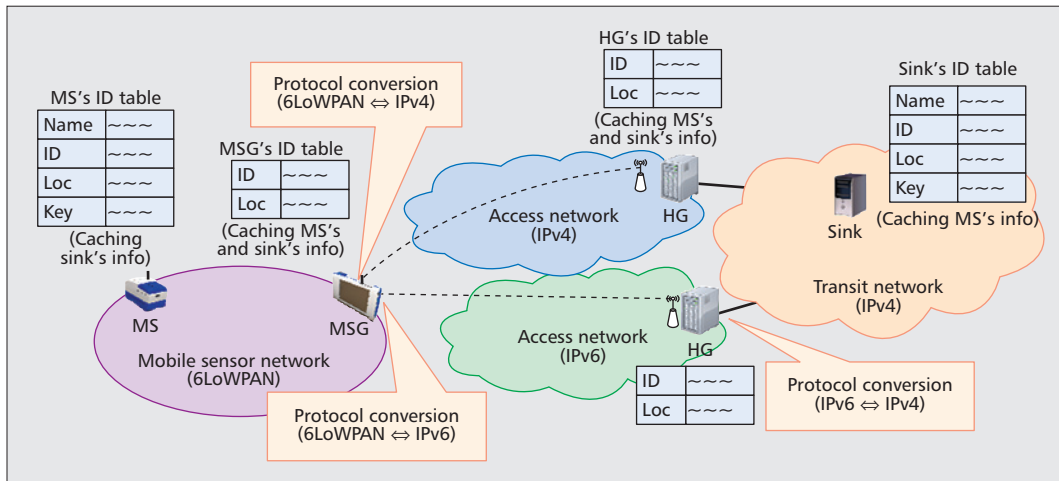 HG's ID table
ID ~~~
Loc ~~~
(Caching MS's
and sink's info)
Sink's ID table
Name ~~~
ID ~~~
Loc ~~~
Key ~~~
(Caching MS's info)
Protocol conversion
(6LoWPAN ⇔ IPv4)
MS's ID table
Name ~~~
ID ~~~
Loc ~~~
Key ~~~
(Caching
sink's info)
MSG's ID table
ID ~~~
Loc ~~~
(Caching MS's
and sink's info)
Access network
(IPv4)
HG
Sink
Transit network
(IPv4)
MS
MSG
Mobile sensor network
(6LoWPAN)
Access network
(IPv6)
HG
ID ~~~
Loc ~~~
Protocol conversion
(6LoWPAN ⇔ IPv6)
Protocol conversion
(IPv6 ⇔ IPv4)